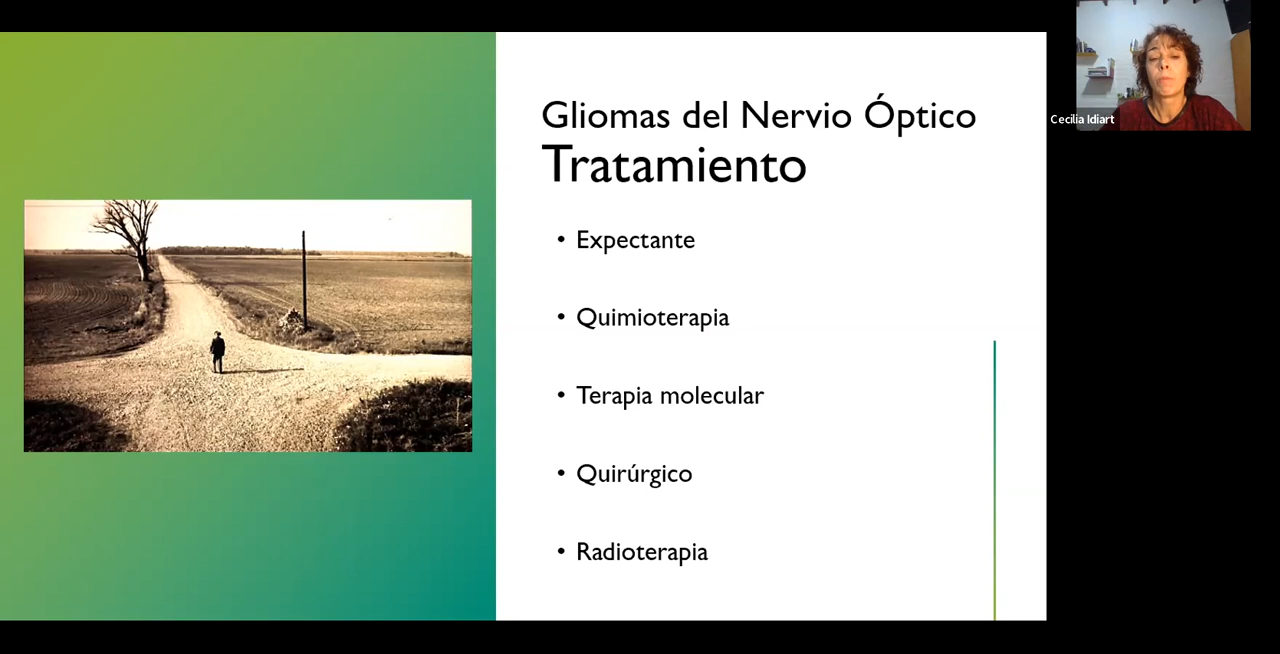 Gliomas del Nervio Óptico
Tratamiento
• Expectante
• Quimioterapia
• Terapia molecular
• Quirúrgico
• Radioterapia
Cecilia Idiart